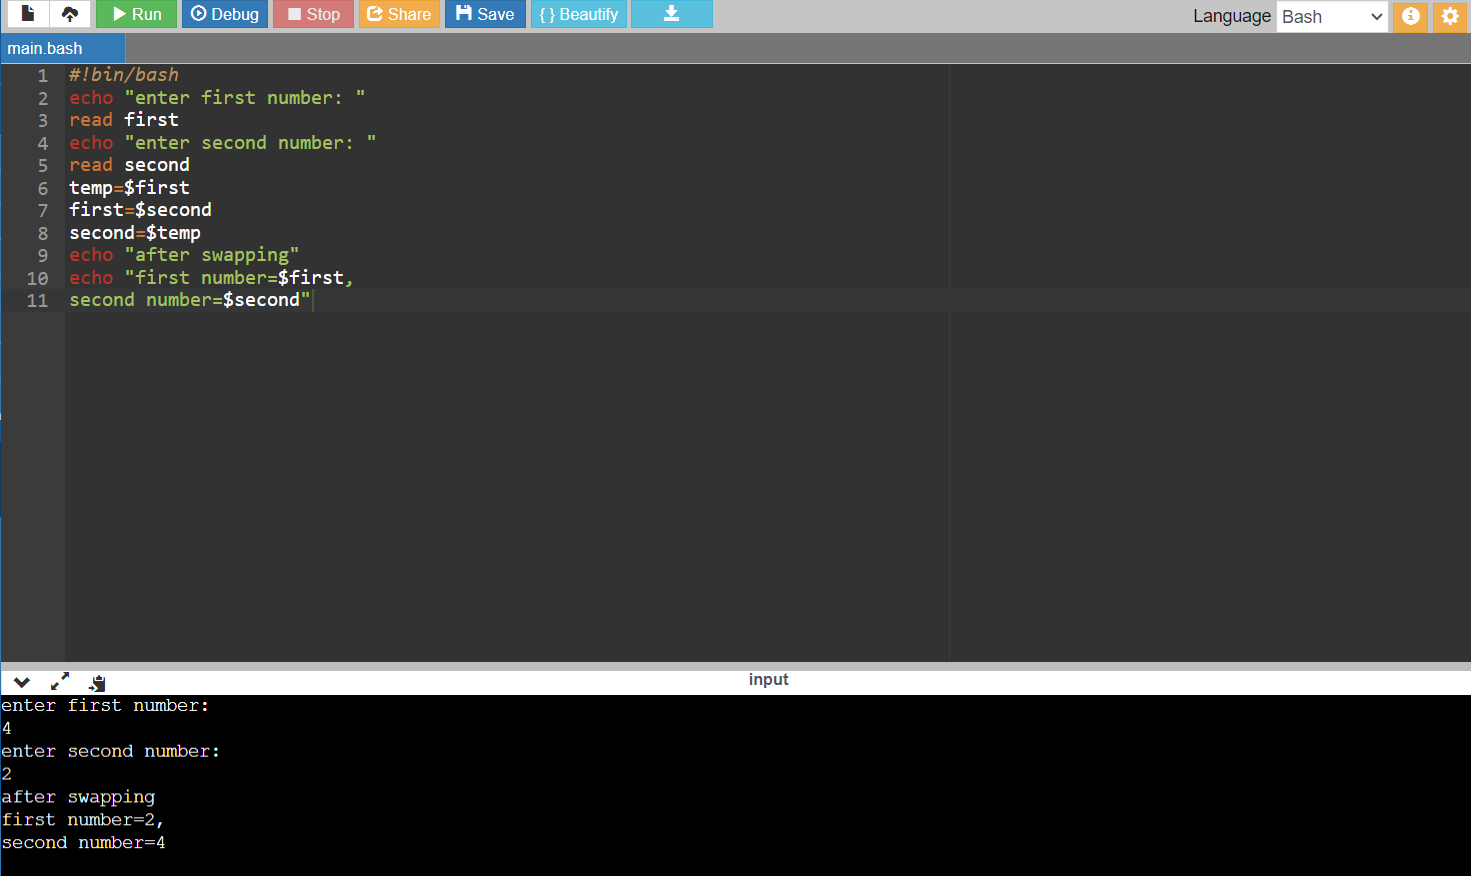 Run Debug Stop Share Save { } Beautify Language Bash
main.bash
1 #!bin/bash
2 echo "enter first number: "
3 read first
4 echo "enter second number: "
5 read second
6 temp=$first
7 first=$second
8 second=$temp
9 echo "after swapping"
10 echo "first number=$first,
11 second number=$second"
input
enter first number:
4
enter second number:
2
after swapping
first number=2,
second number=4